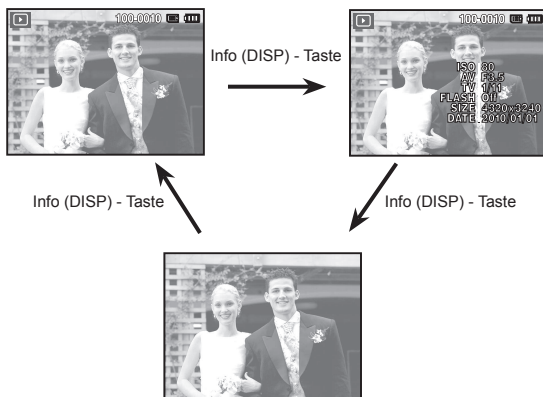 100-0010
Info (DISP) - Taste
100-0010
ISO 80
AV F3.5
TV 1/11
FLASH Off
SIZE 4320x3240
DATE 2010/01/01
Info (DISP) - Taste
Info (DISP) - Taste